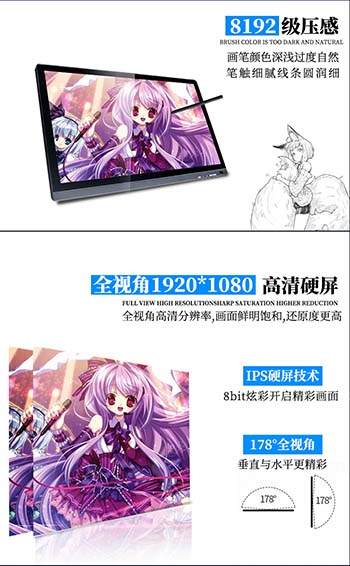 8192级压感
BRUSH COLOR IS TOO DARK AND NATURAL
画笔颜色深浅过度自然
笔触细腻线条圆润细
全视角1920*1080 高清硬屏
FULL VIEW HIGH RESOLUTIONSHARP SATURATION HIGHER REDUCTION
全视角高清分辨率,画面鲜明饱和,还原度更高
IPS硬屏技术
8bit炫彩开启精彩画面
178°全视角
垂直与水平更精彩
178°
178°